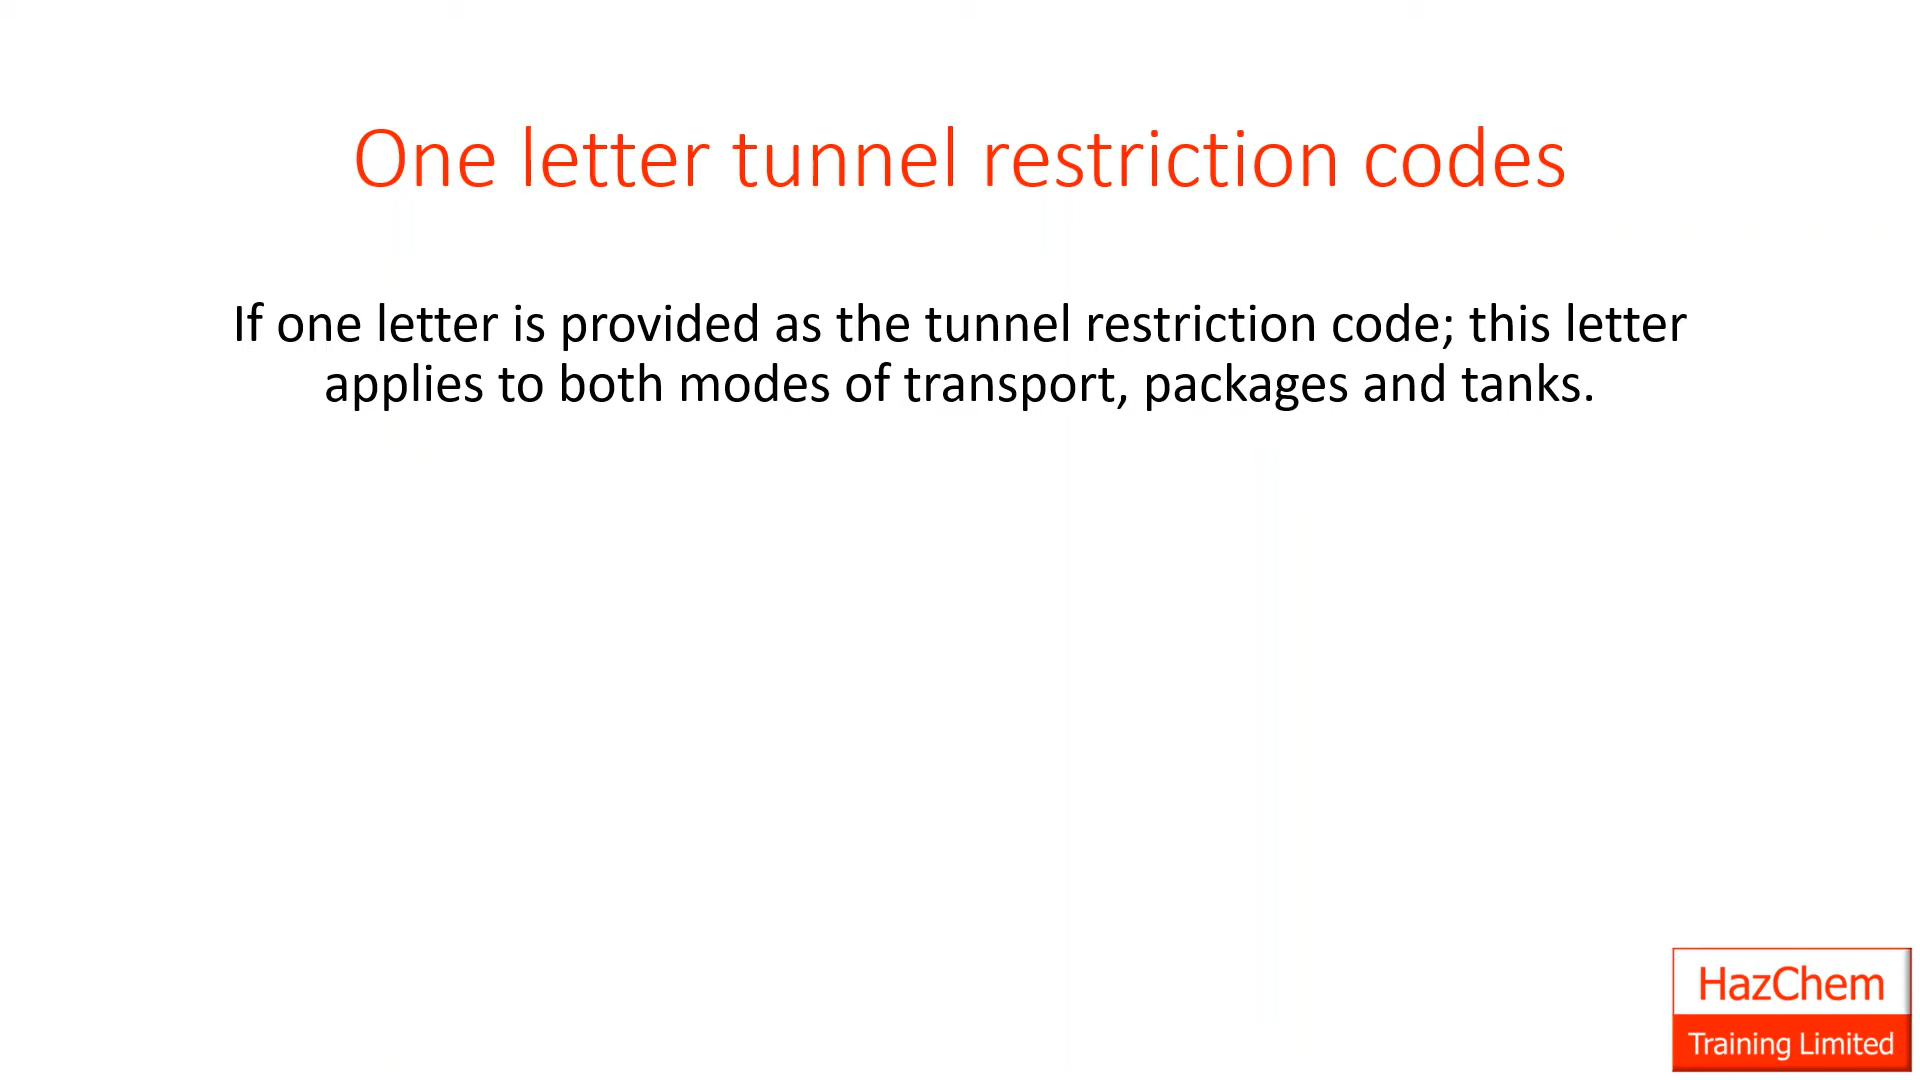 One letter tunnel restriction codes
If one letter is provided as the tunnel restriction code; this letter
applies to both modes of transport, packages and tanks.
HazChem
Training Limited